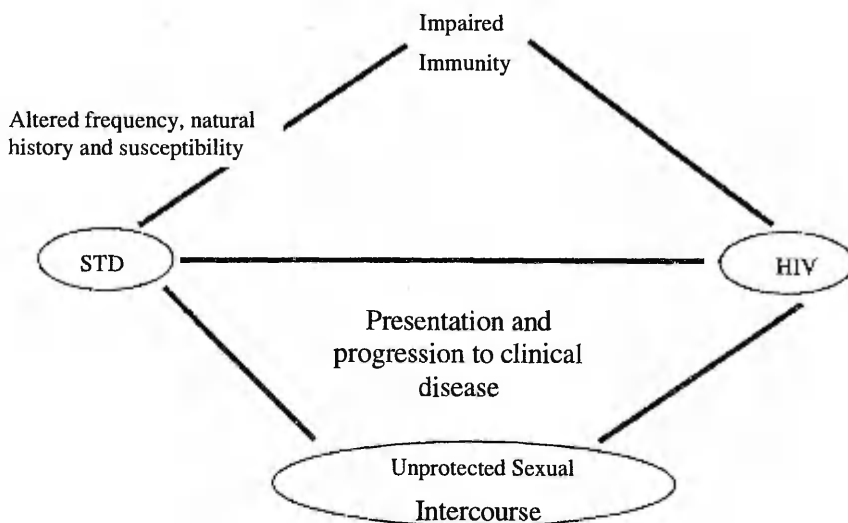 Impaired
Immunity
Altered frequency, natural
history and susceptibility
STD
HIV
Presentation and
progression to clinical
disease
Unprotected Sexual
Intercourse